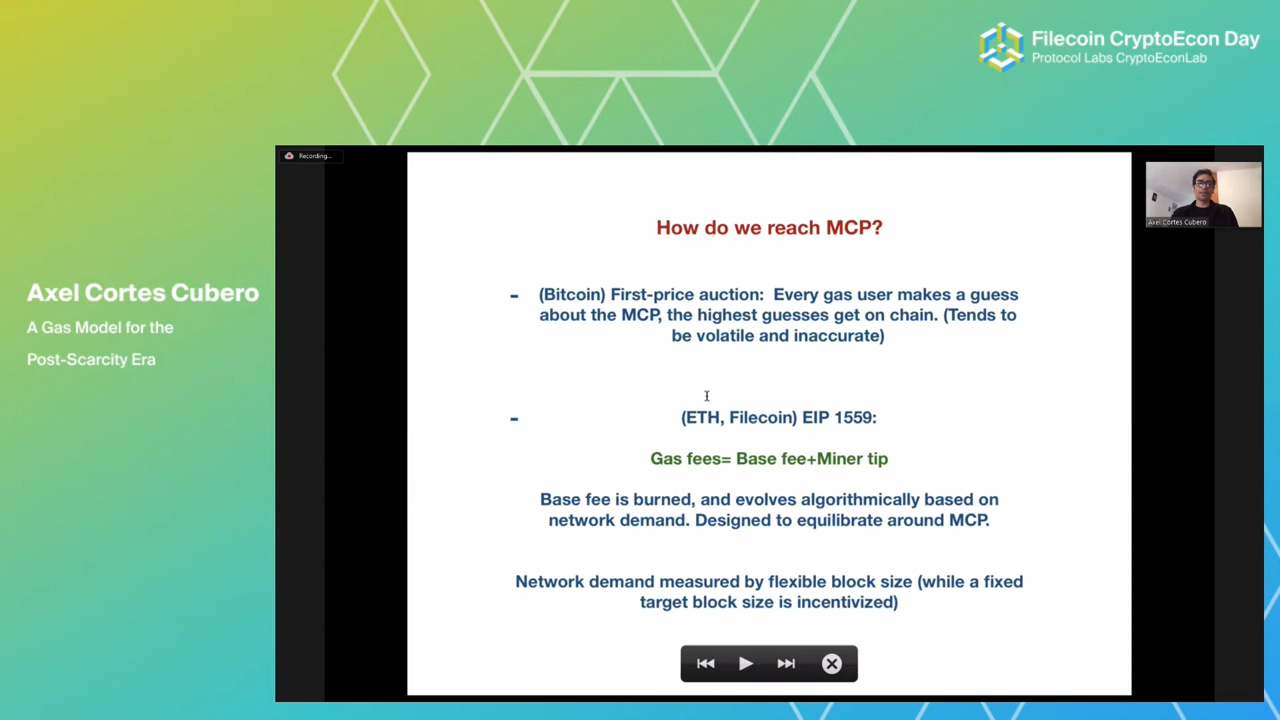 Filecoin CryptoEcon Day
Protocol Labs CryptoEconLab
Recording...
Axel Cortes Cubero
Axel Cortes Cubero
A Gas Model for the
Post-Scarcity Era
How do we reach MCP?
- (Bitcoin) First-price auction: Every gas user makes a guess
about the MCP, the highest guesses get on chain. (Tends to
be volatile and inaccurate)
- (ETH, Filecoin) EIP 1559:
Gas fees= Base fee+Miner tip
Base fee is burned, and evolves algorithmically based on
network demand. Designed to equilibrate around MCP.
Network demand measured by flexible block size (while a fixed
target block size is incentivized)